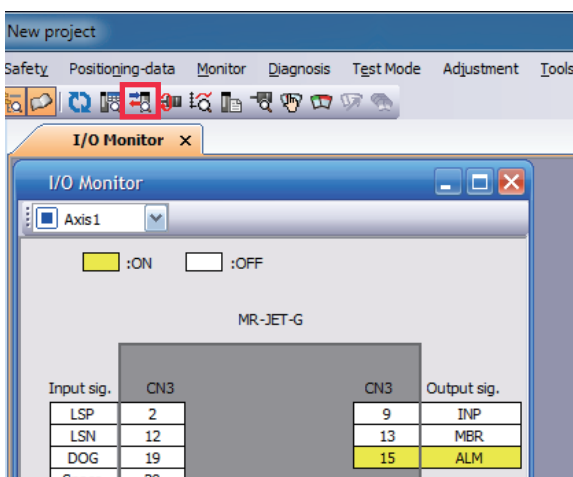 New project
Safety Positioning-data Monitor Diagnosis Test Mode Adjustment Tools
I/O Monitor ×
I/O Monitor
Axis1
:ON :OFF
MR-JET-G
Input sig. CN3 CN3 Output sig.
LSP 2 9 INP
LSN 12 13 MBR
DOG 19 15 ALM